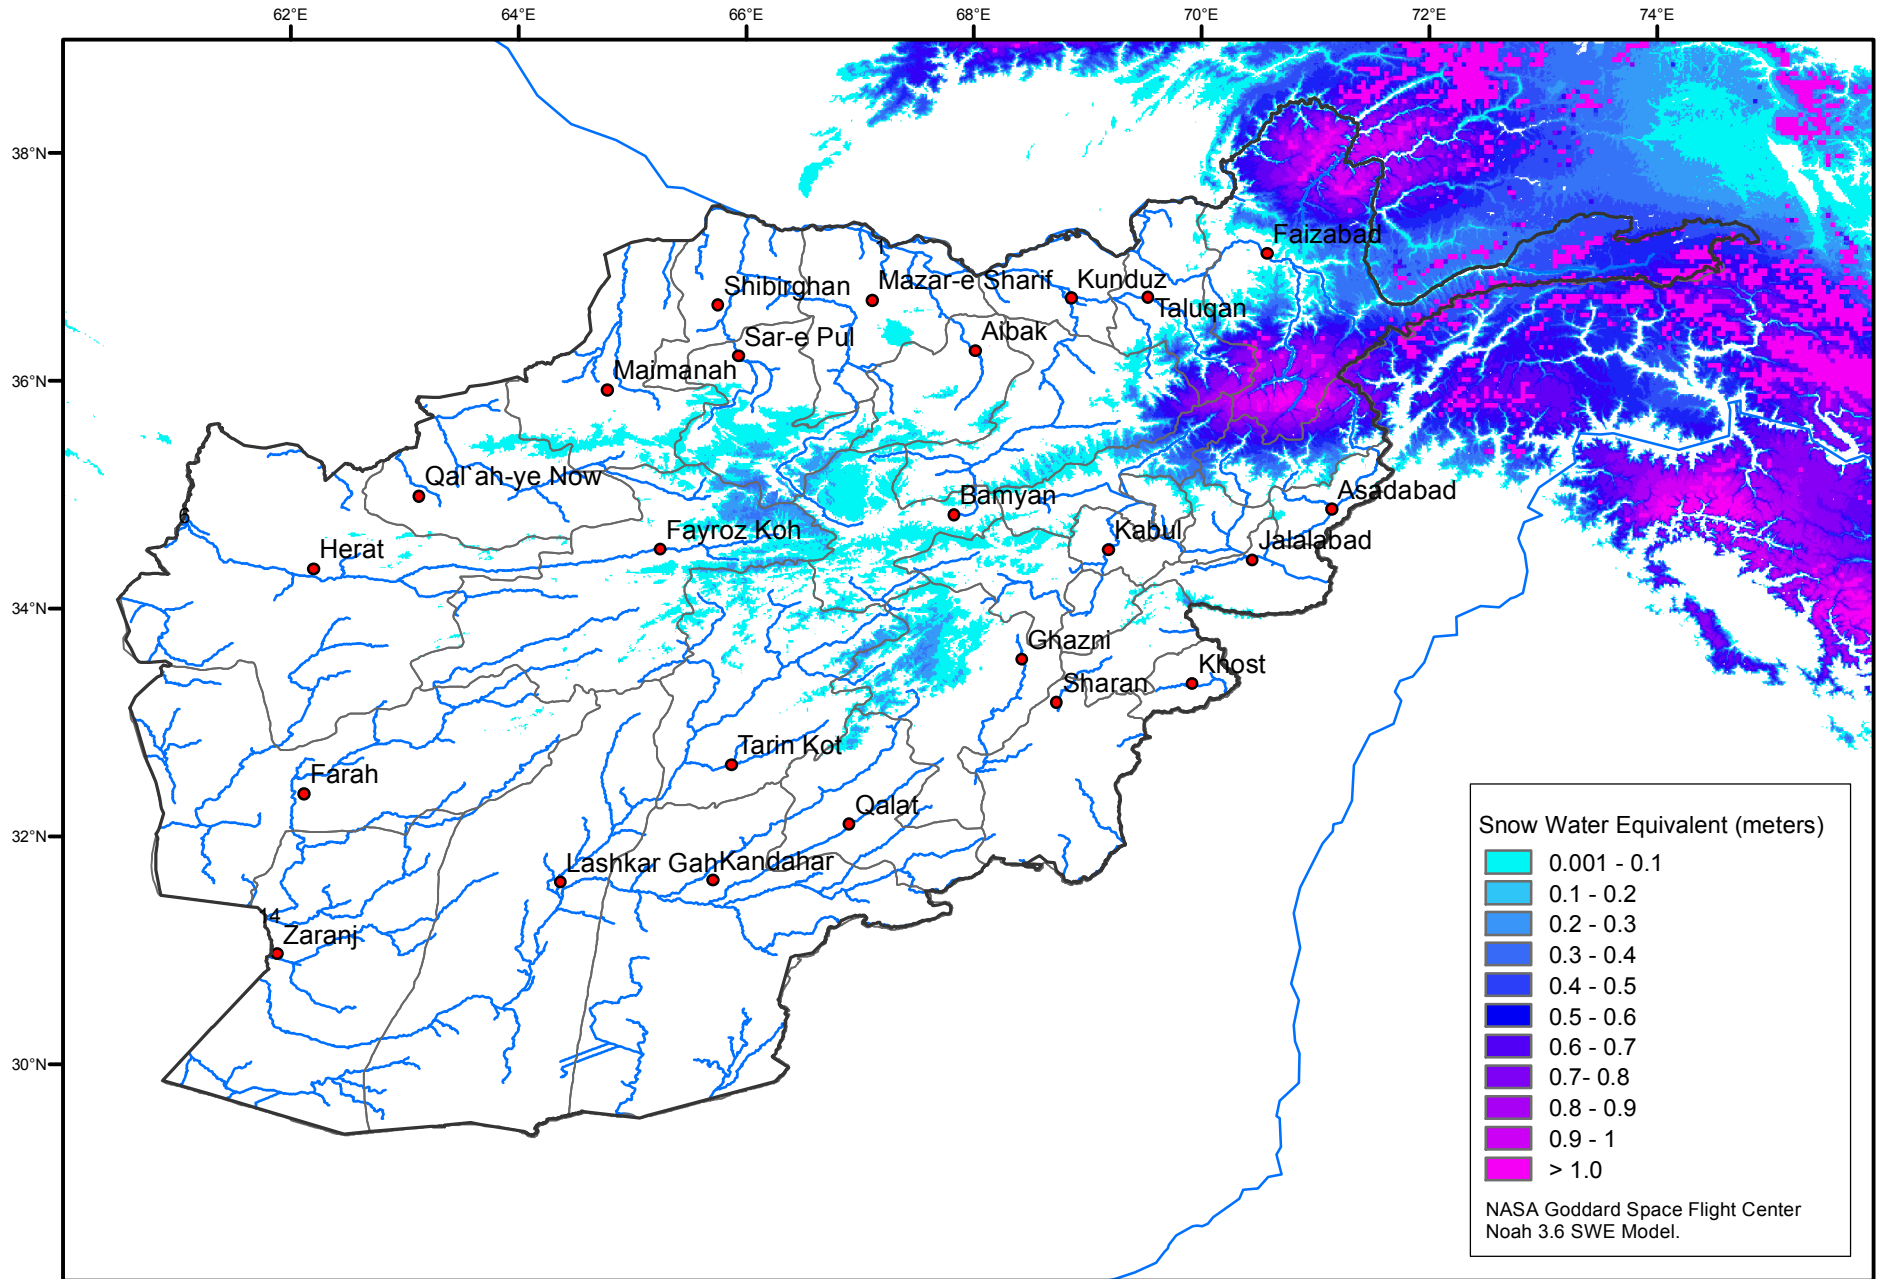 62°E 64°E 66°E 68°E 70°E 72°E 74°E
38°N
36°N
34°N
32°N
30°N
Faizabad
Shibirghan
Mazar-e Sharif
Kunduz
Taluqan
Sar-e Pul
Aibak
Maimanah
Qal`ah-ye Now
Bamyan
Asadabad
6
Herat
Fayroz Koh
Kabul
Jalalabad
Ghazni
Khost
Sharan
Tarin Kot
Farah
Qalat
Lashkar Gah
Kandahar
14
Zaranj
Snow Water Equivalent (meters)
0.001 - 0.1
0.1 - 0.2
0.2 - 0.3
0.3 - 0.4
0.4 - 0.5
0.5 - 0.6
0.6 - 0.7
0.7- 0.8
0.8 - 0.9
0.9 - 1
> 1.0
NASA Goddard Space Flight Center
Noah 3.6 SWE Model.